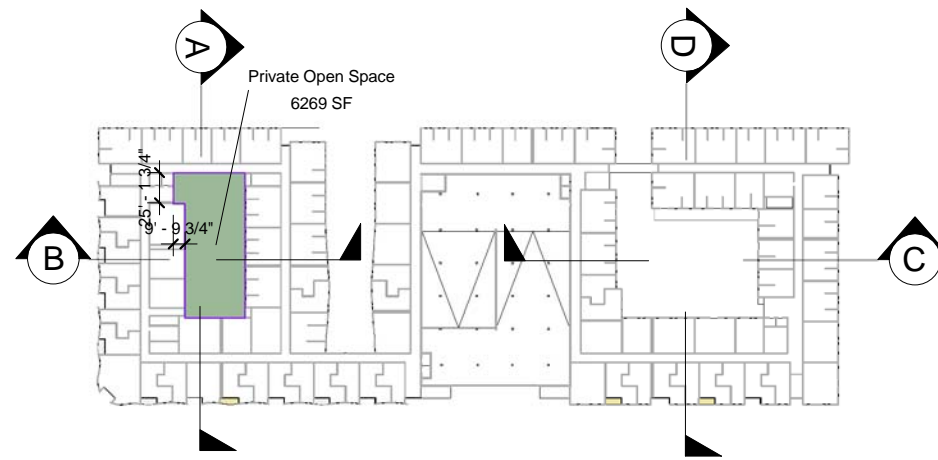 A
D
Private Open Space
6269 SF
25' - 1 3/4"
9' - 9 3/4"
B
C